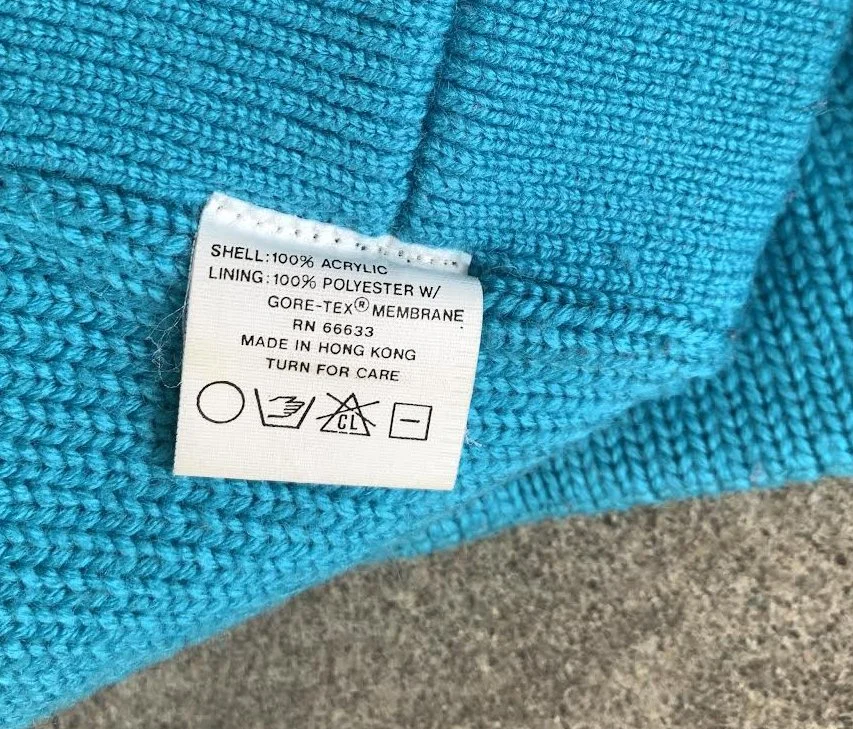 SHELL: 100% ACRYLIC
LINING: 100% POLYESTER W/
GORE-TEX® MEMBRANE
RN 66633
MADE IN HONG KONG
TURN FOR CARE
CL